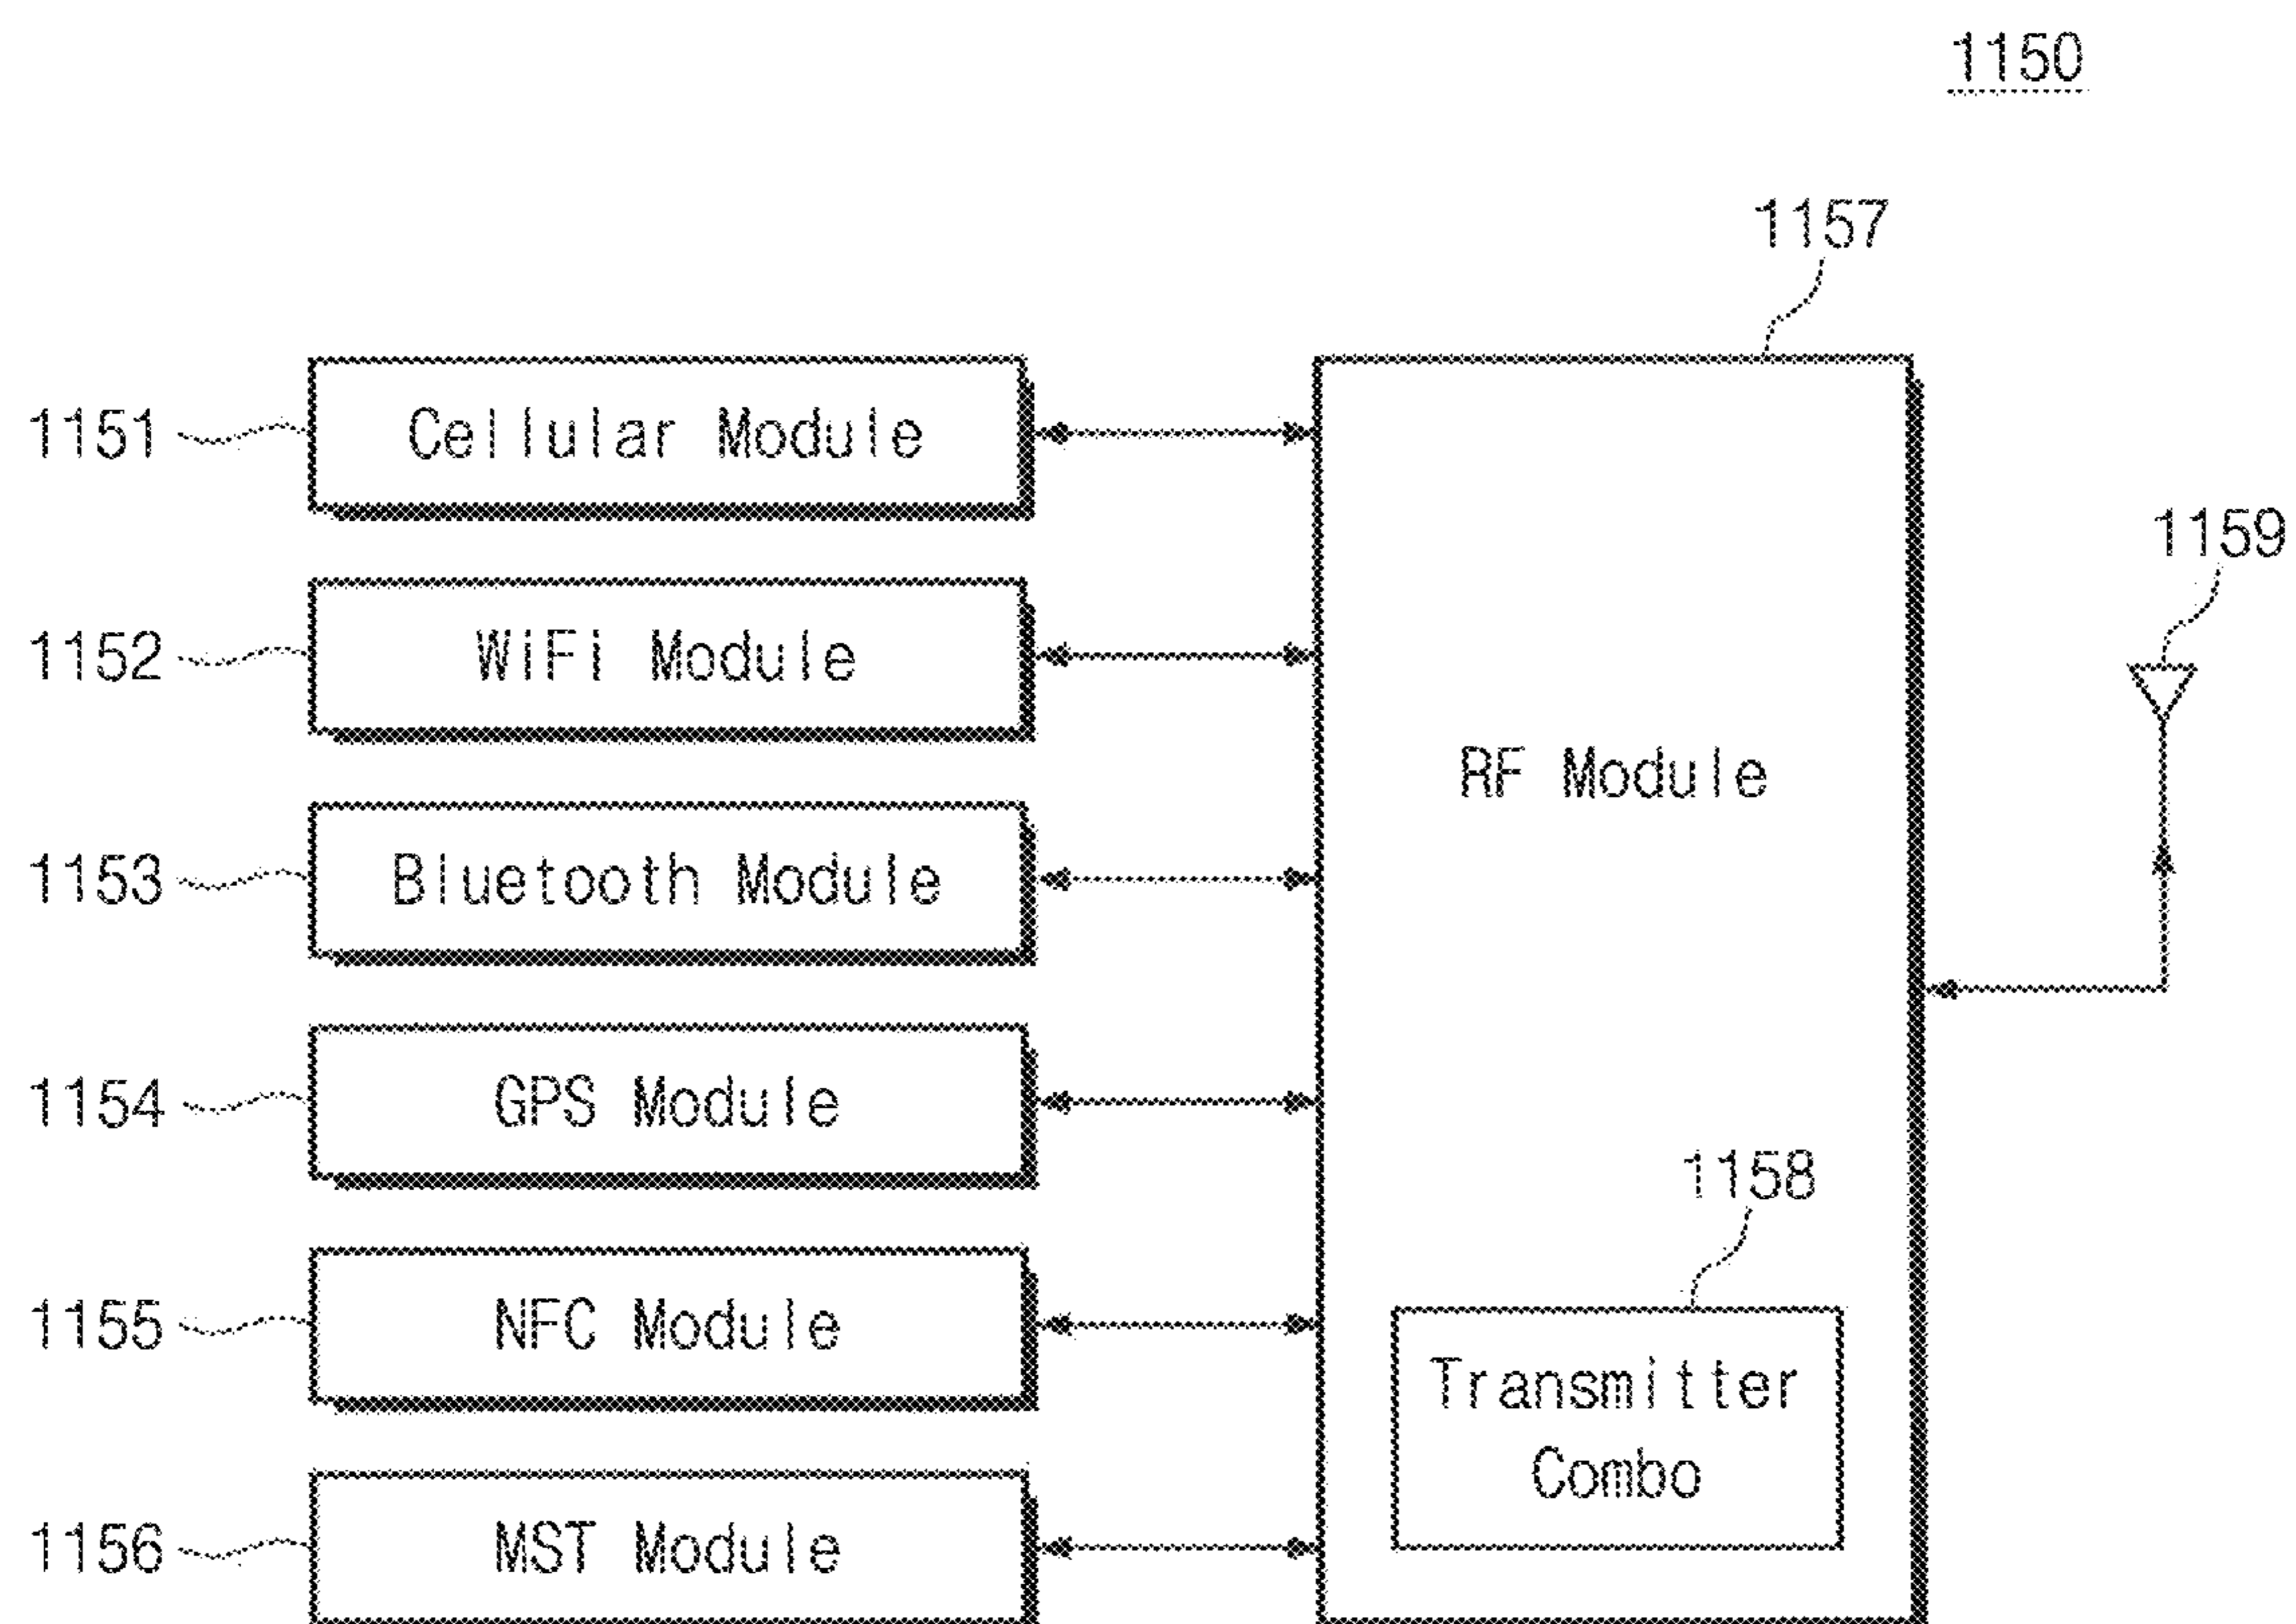 1150
1157
1151
Cellular Module
1159
1152
WiFi Module
RF Module
1153
Bluetooth Module
1154
GPS Module
1158
1155
NFC Module
Transmitter
Combo
1156
MST Module